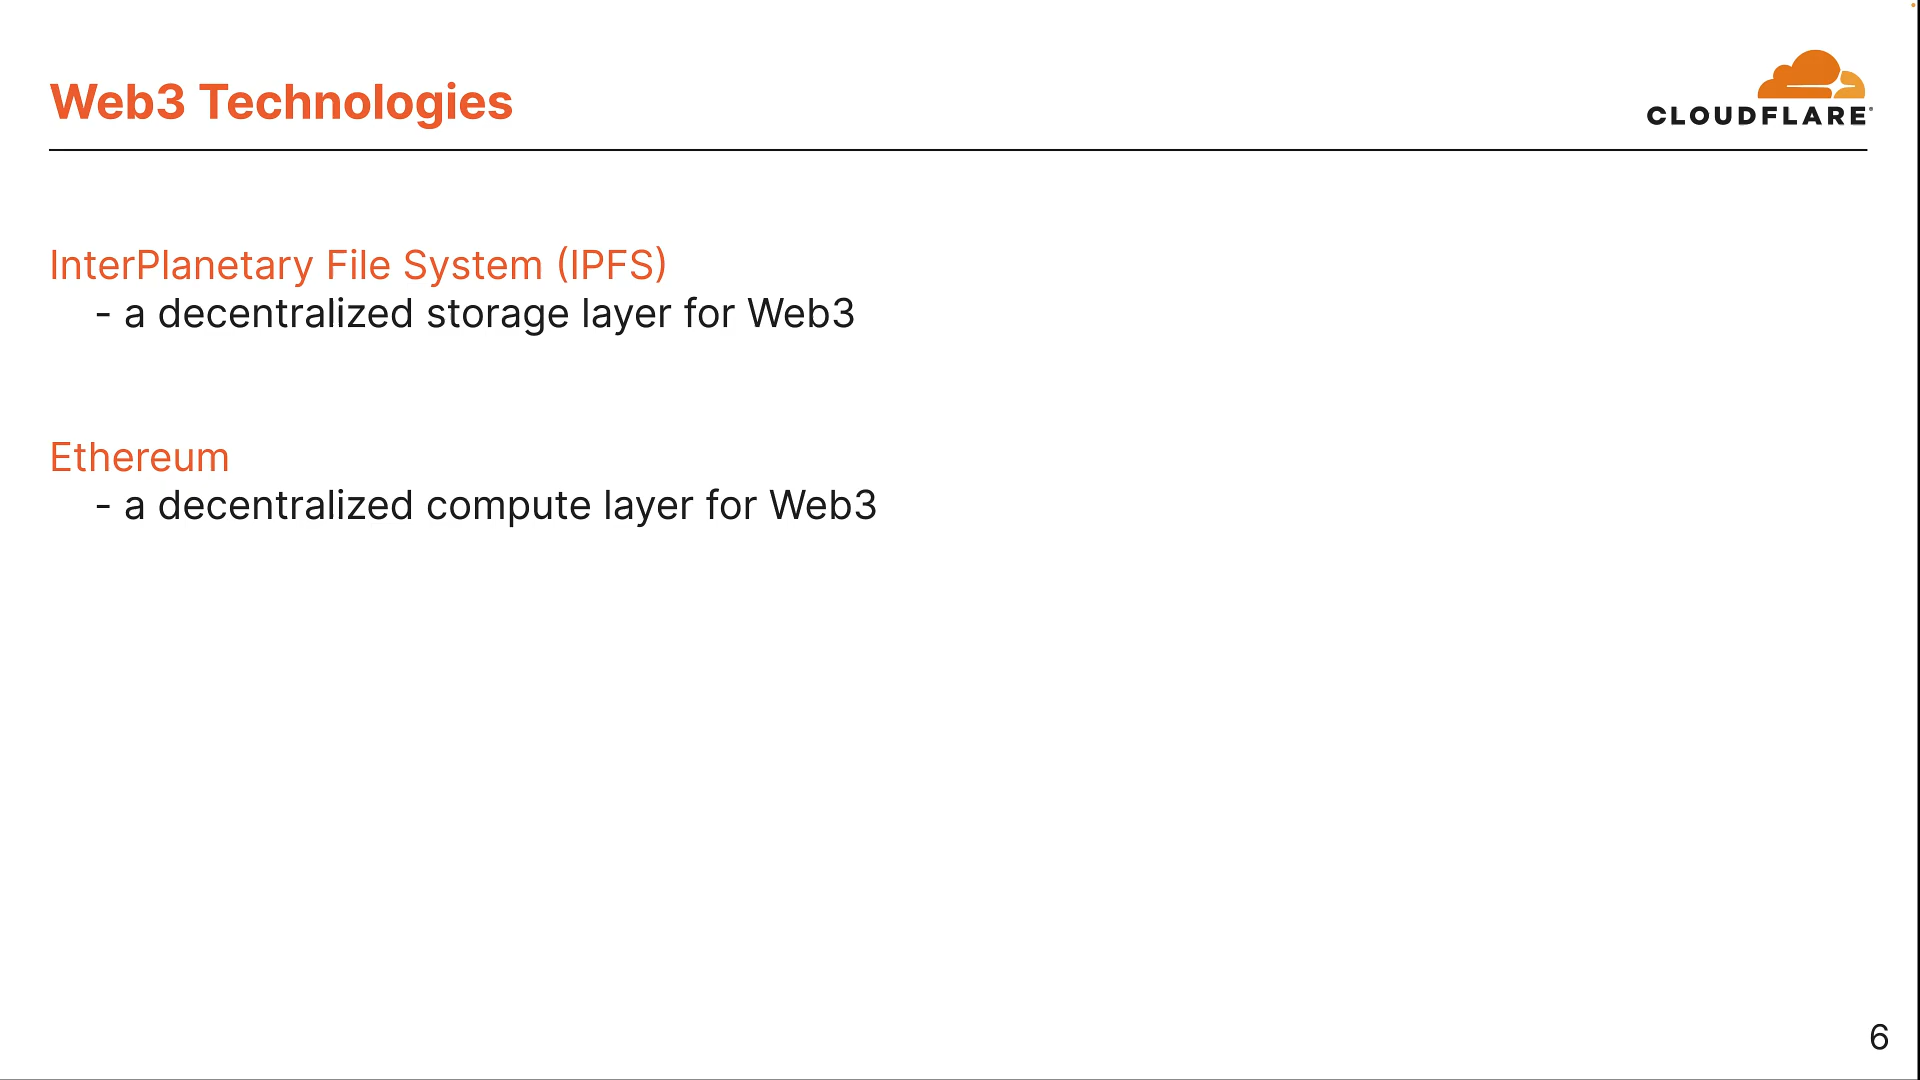 Web3 Technologies
CLOUDFLARE
InterPlanetary File System (IPFS)
- a decentralized storage layer for Web3
Ethereum
- a decentralized compute layer for Web3
6